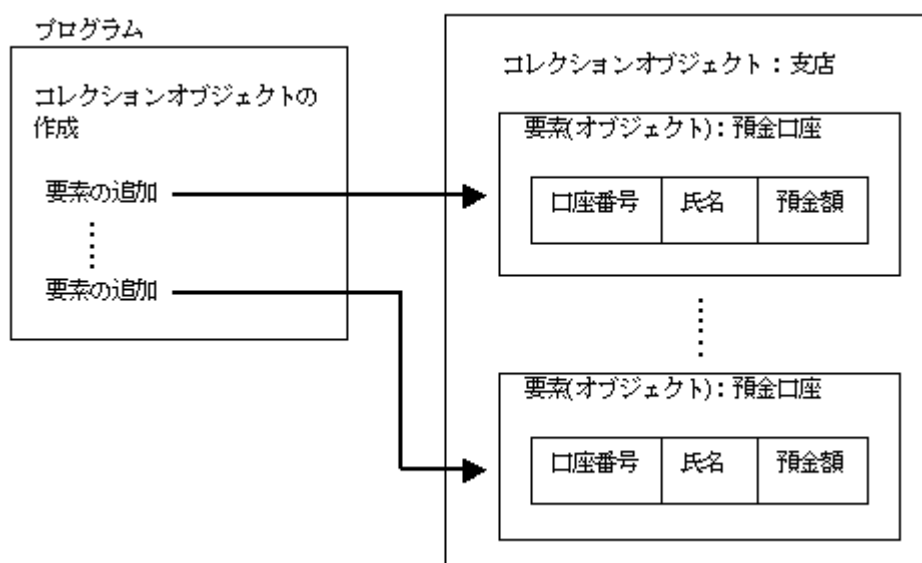 プログラム
コレクションオブジェクトの
作成
要素の追加
要素の追加
コレクションオブジェクト：支店
要素(オブジェクト)：預金口座
口座番号 氏名 預金額
要素(オブジェクト)：預金口座
口座番号 氏名 預金額